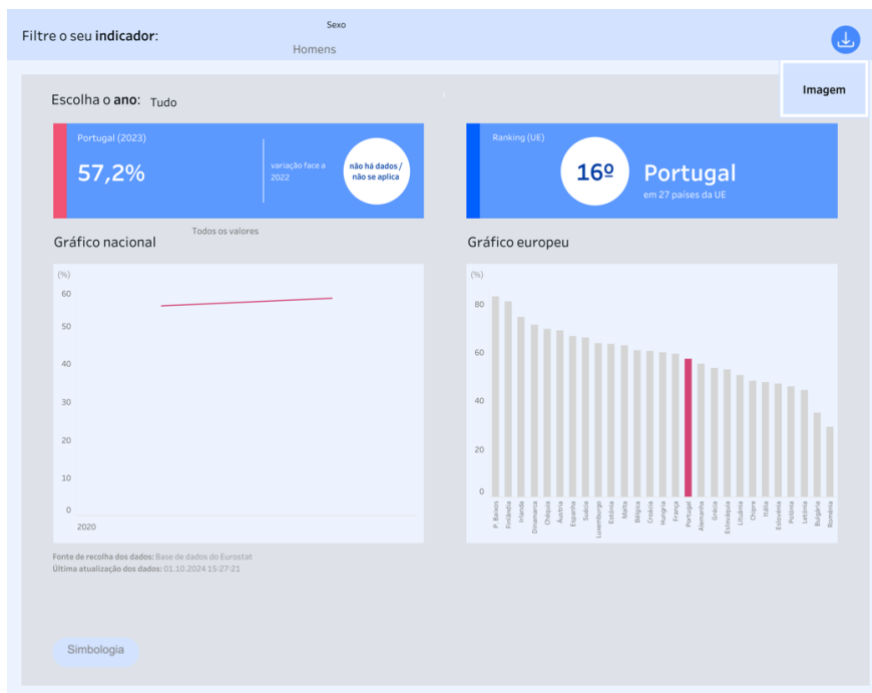 Sexo
Filtre o seu indicador:
Homens
Imagem
Escolha o ano: Tudo
Portugal (2023)
57,2%
variação face a
2022
não há dados /
não se aplica
Ranking (UE)
16º
Portugal
em 27 países da UE
Todos os valores
Gráfico nacional
(%)
60
50
40
30
20
10
0
2020
Gráfico europeu
(%)
80
60
40
20
0
P. Baixos
Finlândia
Irlanda
Dinamarca
Chéquia
Áustria
Espanha
Suécia
Luxemburgo
Estónia
Malta
Bélgica
Croácia
Hungria
França
Portugal
Alemanha
Grécia
Eslováquia
Lituânia
Chipre
Itália
Eslovénia
Polónia
Letónia
Bulgária
Roménia
Fonte de recolha dos dados: Base de dados do Eurostat
Última atualização dos dados: 01.10.2024 15:27:21
Simbologia